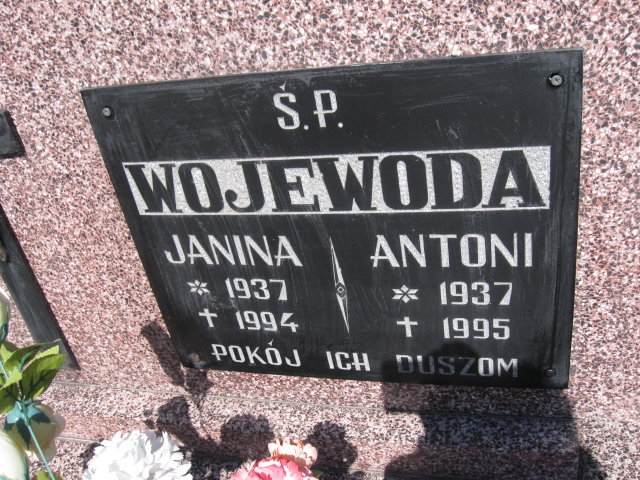 Ś.P.
WOJEWODA
JANINA ANTONI
* 1937 * 1937
† 1994 † 1995
POKÓJ ICH DUSZOM